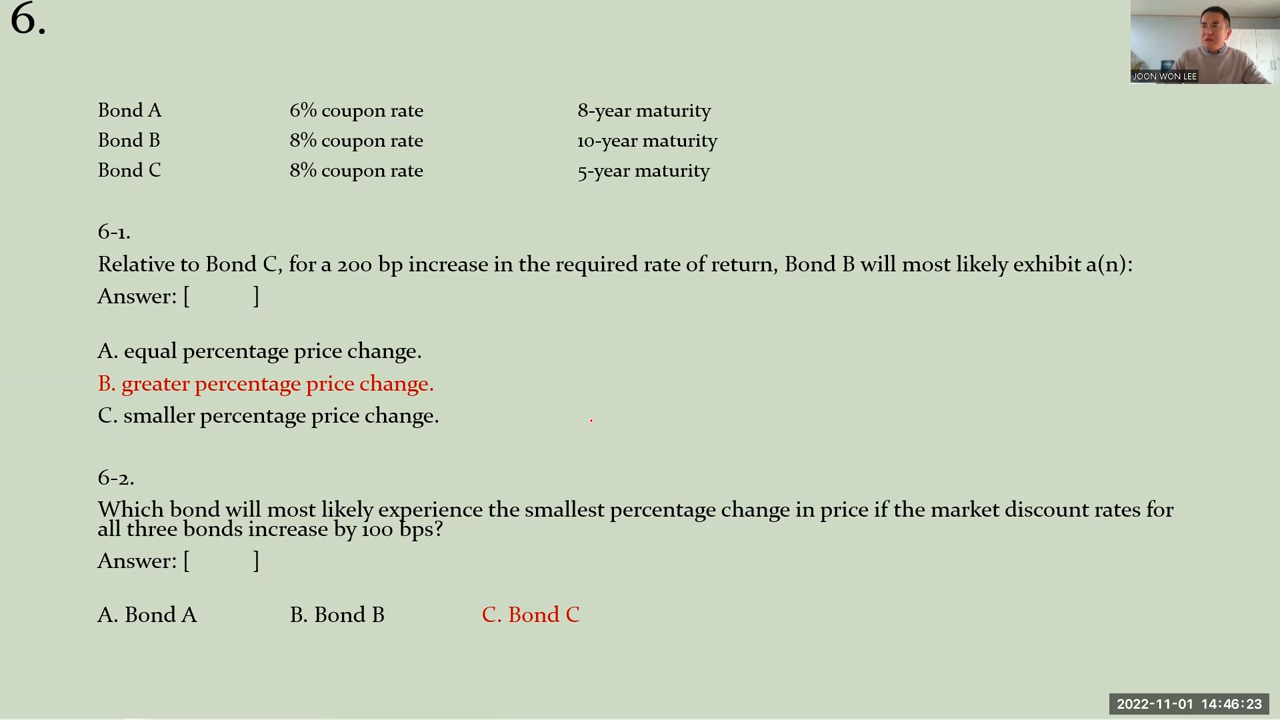 6.
JOON WON LEE
Bond A 6% coupon rate 8-year maturity
Bond B 8% coupon rate 10-year maturity
Bond C 8% coupon rate 5-year maturity
6-1.
Relative to Bond C, for a 200 bp increase in the required rate of return, Bond B will most likely exhibit a(n):
Answer: [ ]
A. equal percentage price change.
B. greater percentage price change.
C. smaller percentage price change.
6-2.
Which bond will most likely experience the smallest percentage change in price if the market discount rates for
all three bonds increase by 100 bps?
Answer: [ ]
A. Bond A B. Bond B C. Bond C
2022-11-01 14:46:23